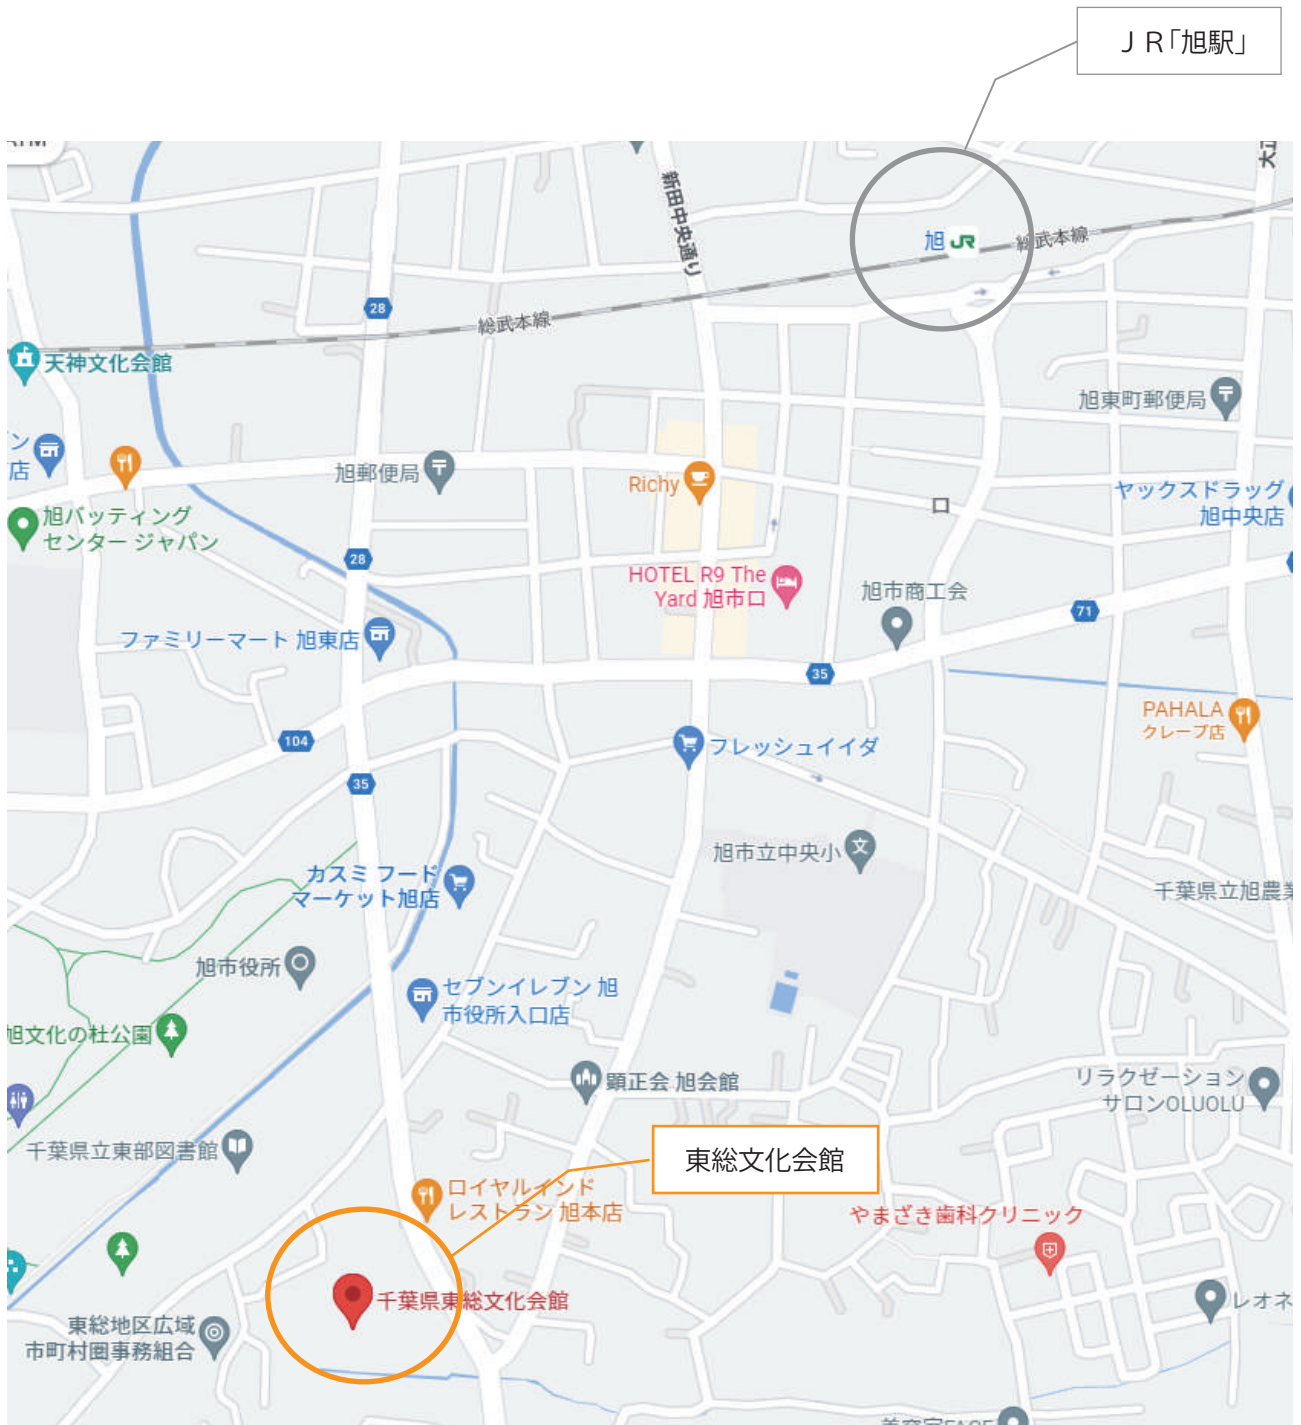 ＪＲ「旭駅」
新田中央通り
旭 JR
総武本線
28
総武本線
天神文化会館
旭東町郵便局
店
旭郵便局
Richy
ヤックスドラッグ
旭中央店
旭バッティング
センター ジャパン
28
HOTEL R9 The
Yard 旭市口
旭市商工会
71
ファミリーマート 旭東店
35
PAHALA
クレープ店
104
フレッシュイイダ
35
旭市立中央小
文
カスミ フード
マーケット旭店
千葉県立旭農業
旭市役所
セブンイレブン 旭
市役所入口店
旭文化の杜公園
顕正会 旭会館
リラクゼーション
サロンOLUOLU
千葉県立東部図書館
東総文化会館
ロイヤルインド
レストラン 旭本店
やまざき歯科クリニック
千葉県東総文化会館
レオネ
東総地区広域
市町村圏事務組合